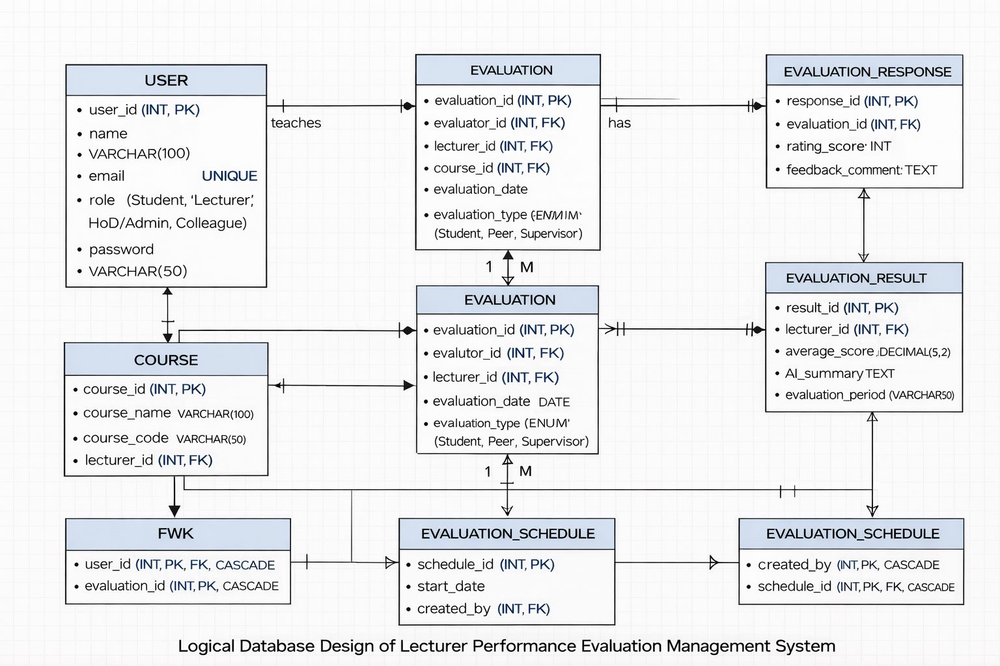 USER
• user_id (INT, PK)
• name
• VARCHAR(100)
• email UNIQUE
• role (Student, ‘Lecturer,’
HoD/Admin, Colleague)
• password
• VARCHAR(50)
teaches
EVALUATION
• evaluation_id (INT, PK)
• evaluator_id (INT, FK)
• lecturer_id (INT, FK)
• course_id (INT, FK)
• evaluation_date
• evaluation_type
(Student, Peer, Supervisor)
has
EVALUATION_RESPONSE
• response_id (INT, PK)
• evaluation_id (INT, FK)
• rating_score· INT
• feedback_comment: TEXT
1 M
COURSE
• course_id (INT, PK)
• course_name VARCHAR(100)
• course_code VARCHAR(50)
• lecturer_id (INT, FK)
EVALUATION
• evaluation_id (INT, PK)
• evalutor_id (INT, FK)
• lecturer_id (INT, FK)
• evaluation_date DATE
• evaluation_type (ENUM'
(Student, Peer, Supervisor)
EVALUATION_RESULT
• result_id (INT, PK)
• lecturer_id (INT, FK)
• average_score DECIMAL(5,2)
• AI_summary TEXT
• evaluation_period (VARCHAR50)
1 M
FWK
• user_id (INT, PK, FK, CASCADE
• evaluation_id (INT, PK, CASCADE
EVALUATION_SCHEDULE
• schedule_id (INT, PK)
• start_date
• created_by (INT, FK)
EVALUATION_SCHEDULE
• created_by (INT, PK, CASCADE
• schedule_id (INT, PK, FK, CASCADE
Logical Database Design of Lecturer Performance Evaluation Management System